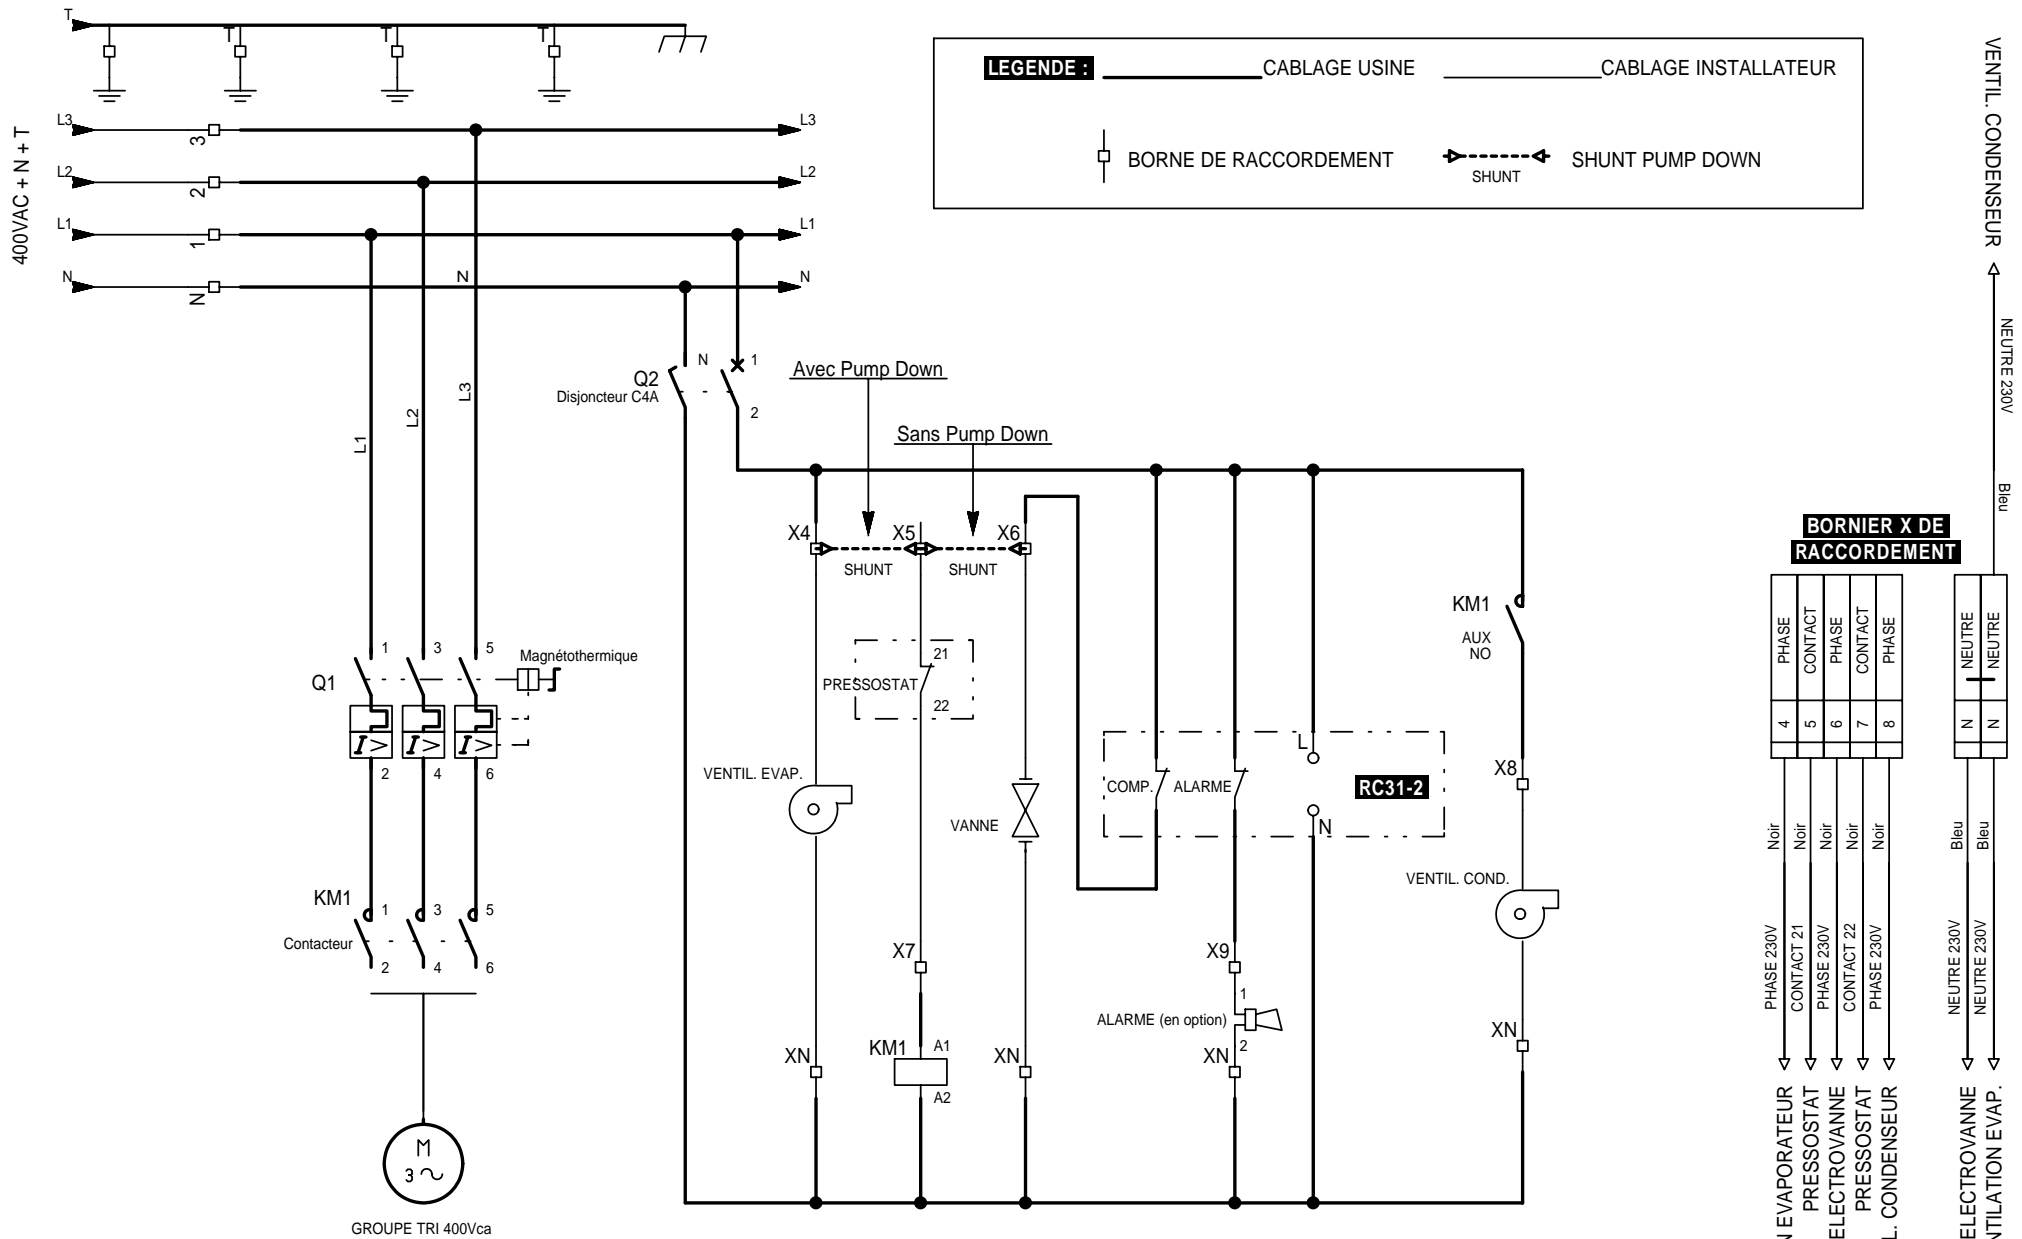 T
T
T
T
LEGENDE :
CABLAGE USINE
CABLAGE INSTALLATEUR
BORNE DE RACCORDEMENT
SHUNT
SHUNT PUMP DOWN
400VAC + N + T
L3
3
L3
L2
2
L2
L1
1
L1
N
N
N
N
L1
L2
L3
Q2
Disjoncteur C4A
N
1
2
Avec Pump Down
Sans Pump Down
X4
X5
X6
SHUNT
SHUNT
Q1
1
3
5
Magnétothermique
I >
I >
I >
2
4
6
KM1
Contacteur
1
3
5
2
4
6
M
3 ~
GROUPE TRI 400Vca
VENTIL. EVAP.
XN
PRESSOSTAT
21
22
X7
KM1
A1
A2
VANNE
XN
COMP.
ALARME
L
N
RC31-2
X9
1
ALARME (en option)
2
XN
KM1
AUX
NO
X8
VENTIL. COND.
XN
VENTIL. CONDENSEUR
NEUTRE 230V
Bleu
BORNIER X DE
RACCORDEMENT
PHASE
CONTACT
PHASE
CONTACT
PHASE
NEUTRE
NEUTRE
4
5
6
7
8
N
N
Noir
Noir
Noir
Noir
Noir
Bleu
Bleu
PHASE 230V
CONTACT 21
PHASE 230V
CONTACT 22
PHASE 230V
NEUTRE 230V
NEUTRE 230V
EVAPORATEUR
PRESSOSTAT
ELECTROVANNE
PRESSOSTAT
L. CONDENSEUR
ELECTROVANNE
NTILATION EVAP.